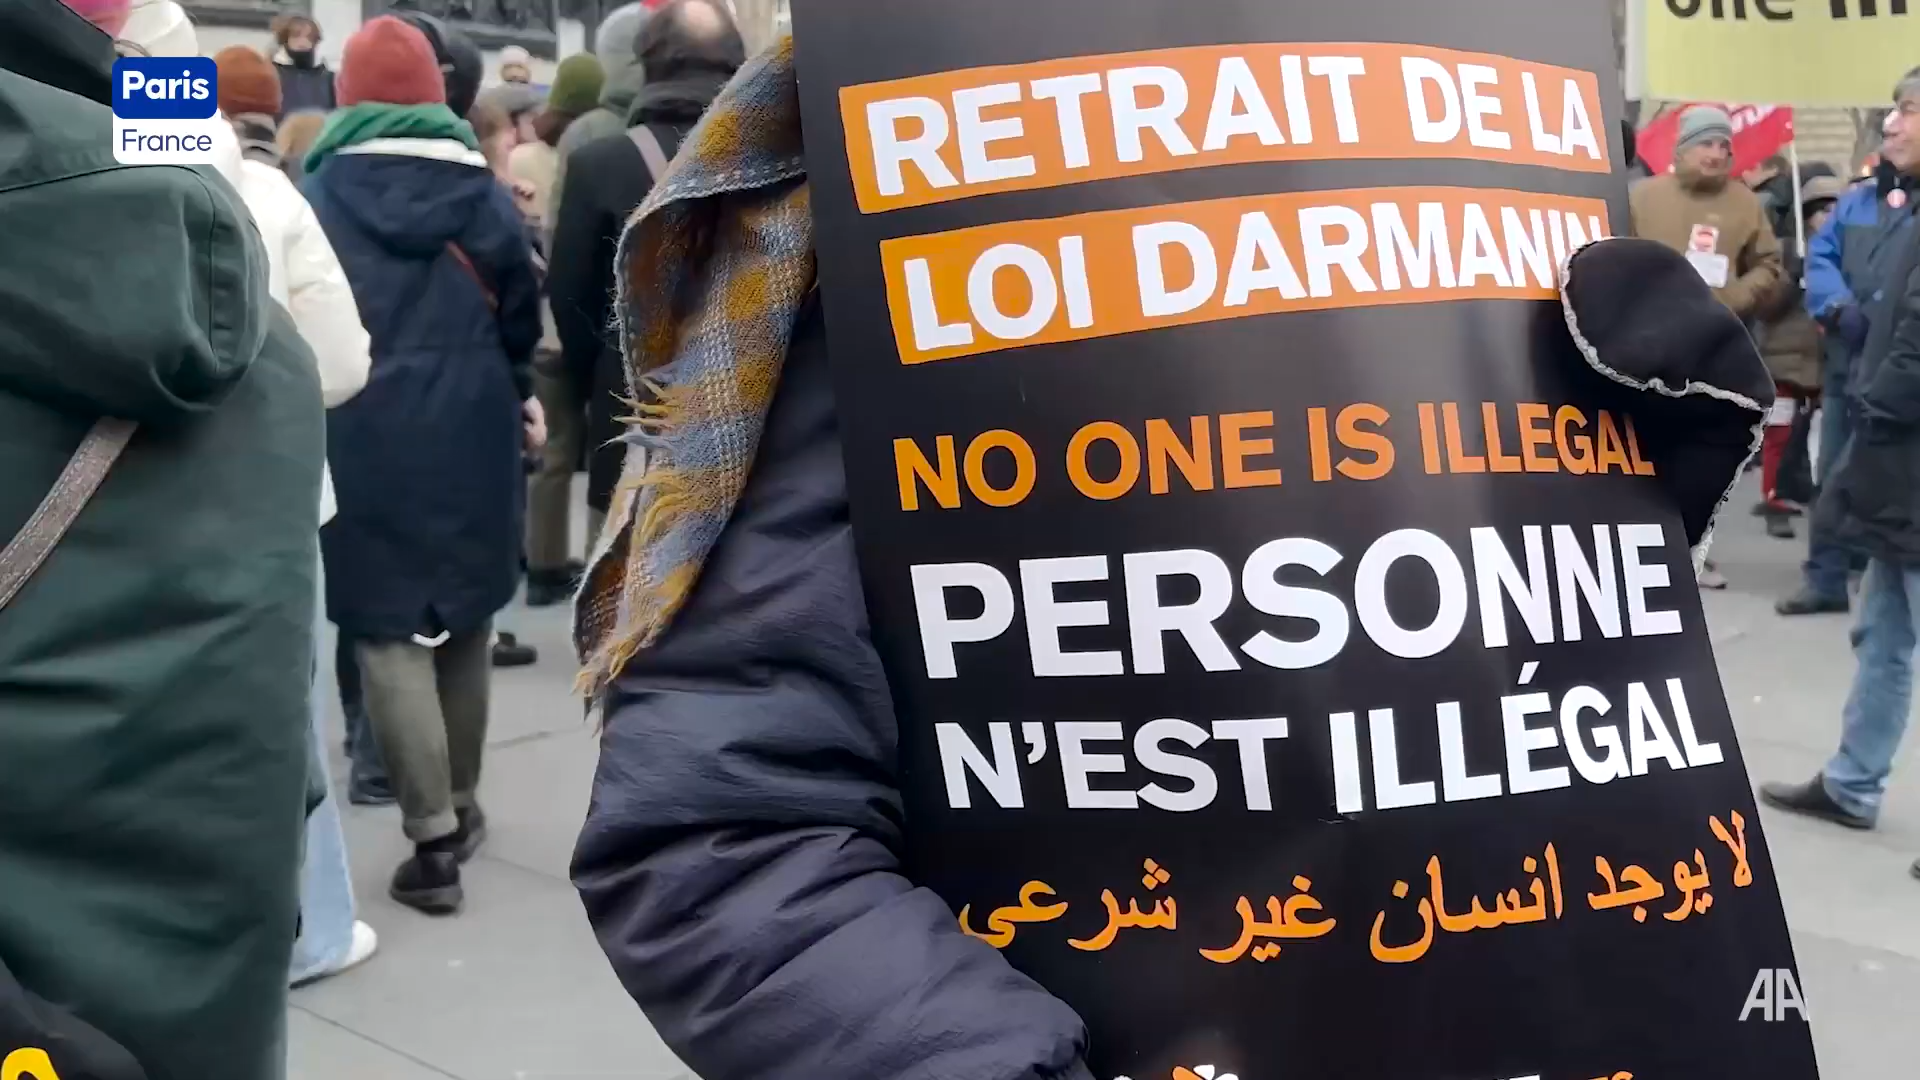 Paris
France
RETRAIT DE LA
LOI DARMANIN
NO ONE IS ILLEGAL
PERSONNE
N'EST ILLÉGAL
لا يوجد انسان غير شرعي
AA